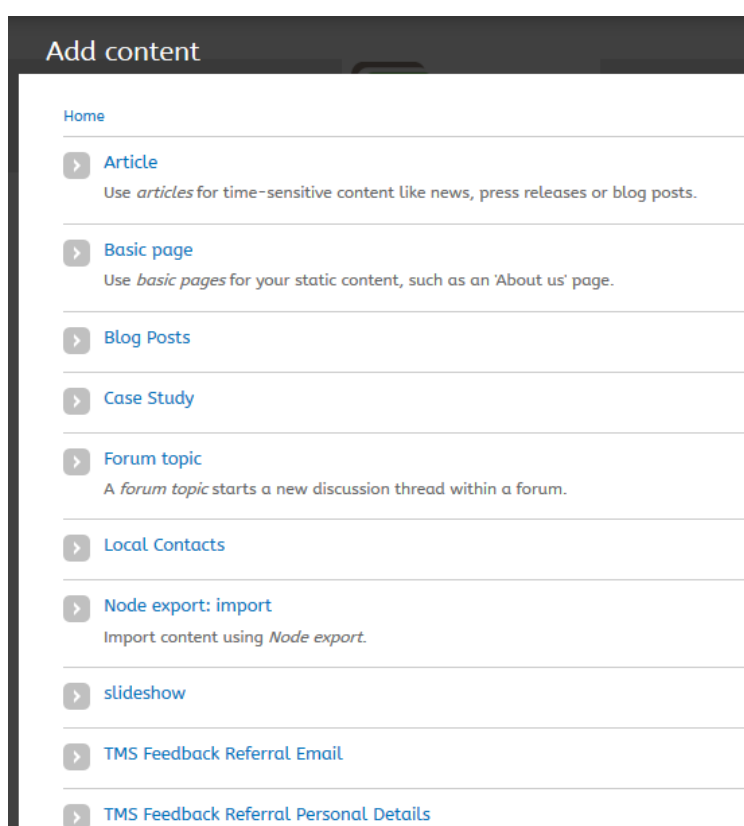 Add content
Home
Article
Use articles for time-sensitive content like news, press releases or blog posts.
Basic page
Use basic pages for your static content, such as an 'About us' page.
Blog Posts
Case Study
Forum topic
A forum topic starts a new discussion thread within a forum.
Local Contacts
Node export: import
Import content using Node export.
slideshow
TMS Feedback Referral Email
TMS Feedback Referral Personal Details